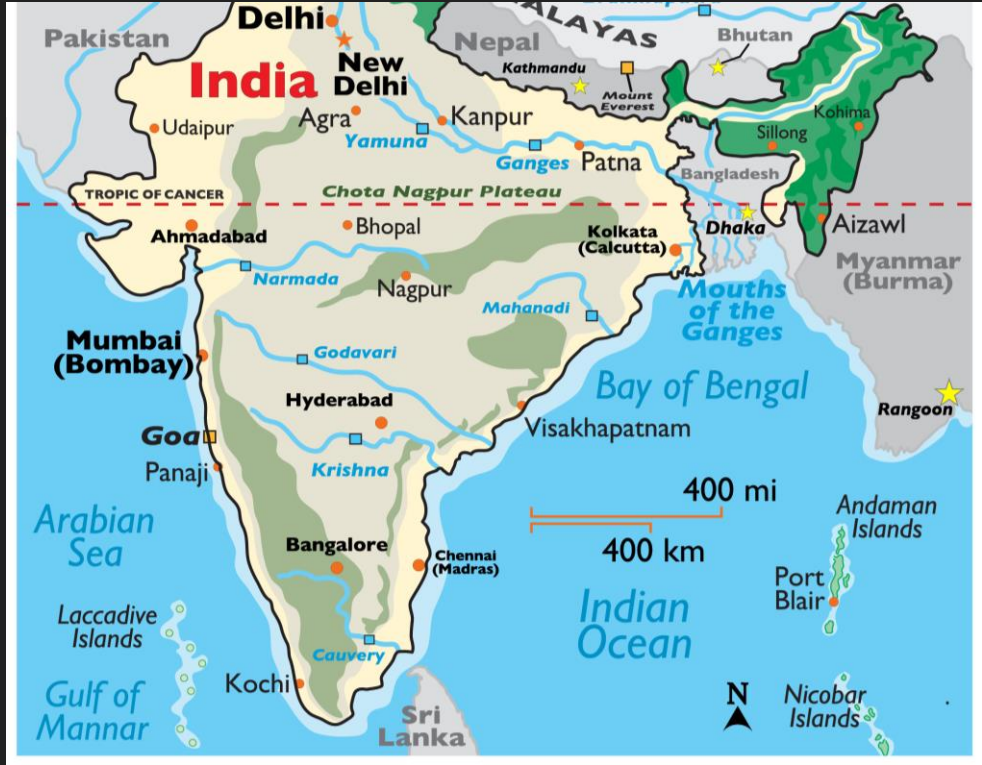 Delhi
ALAYAS
Bhutan
Pakistan
Nepal
New
Delhi
India
Kathmandu
Mount
Everest
Agra
Kanpur
Kohima
Udaipur
Yamuna
Sillong
Ganges
Patna
Bangladesh
TROPIC OF CANCER
Chota Nagpur Plateau
Ahmadabad
Bhopal
Kolkata
(Calcutta)
Dhaka
Aizawl
Narmada
Nagpur
Myanmar
(Burma)
Mahanadi
Mouths
of the
Ganges
Mumbai
(Bombay)
Godavari
Bay of Bengal
Hyderabad
Rangoon
Goa
Visakhapatnam
Panaji
Krishna
400 mi
Arabian
Sea
Andaman
Islands
400 km
Bangalore
Chennai
(Madras)
Port
Blair
Laccadive
Islands
Indian
Ocean
Cauvery
Kochi
Gulf of
Mannar
N
Nicobar
Islands
Sri
Lanka